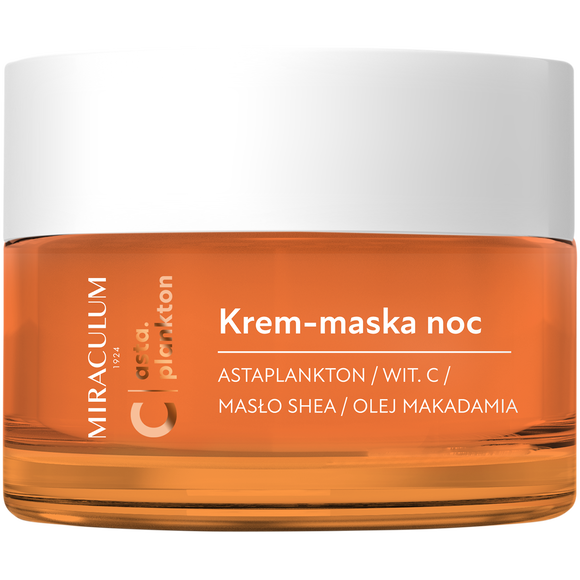 MIRACULUM
1924
C asta.
plankton
Krem-maska noc
ASTAPLANKTON / WIT. C /
MASŁO SHEA / OLEJ MAKADAMIA